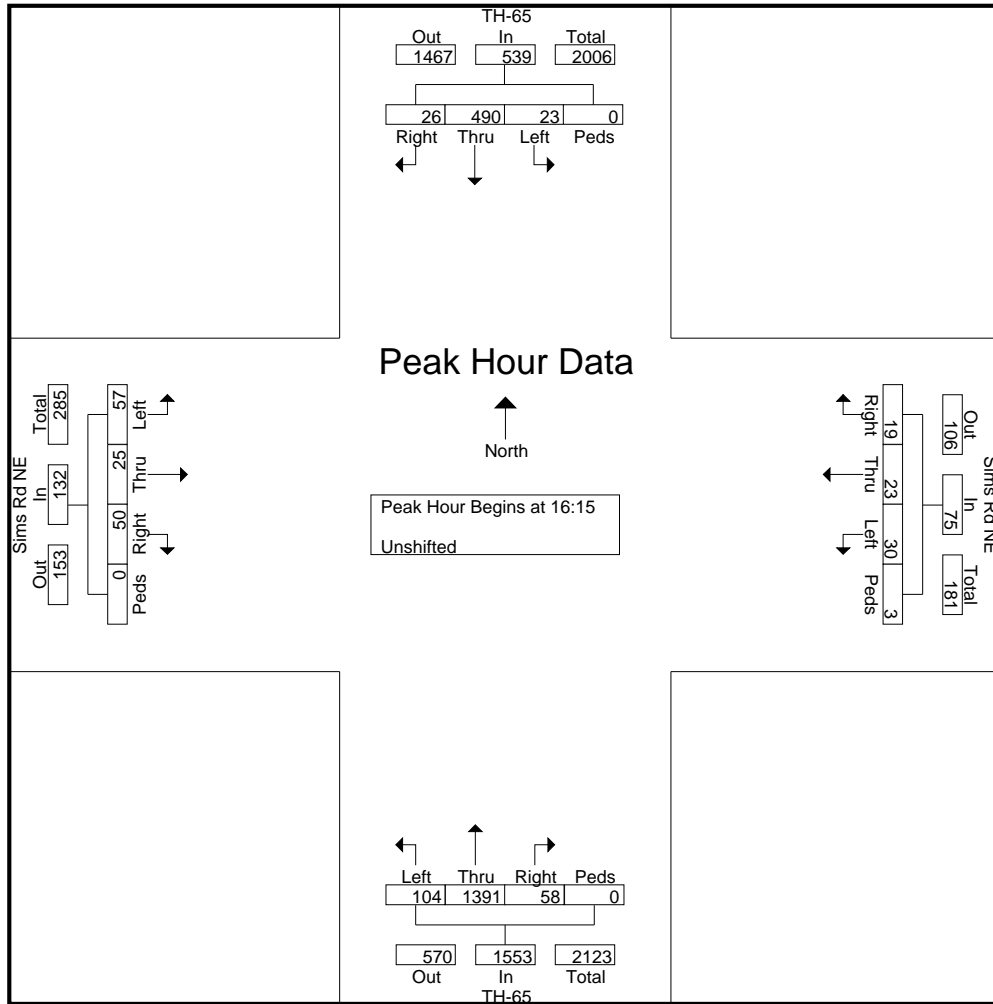 TH-65
Out In Total
1467 539 2006
26 490 23 0
Right Thru Left Peds
Peak Hour Data
North
Peak Hour Begins at 16:15
Unshifted
Sims Rd NE
Out In Total
153 132 285
Left Thru Right Peds
57 25 50 0
Right Thru Left Peds
19 23 30 3
Out In Total
106 75 181
Sims Rd NE
Left Thru Right Peds
104 1391 58 0
570 1553 2123
Out In Total
TH-65